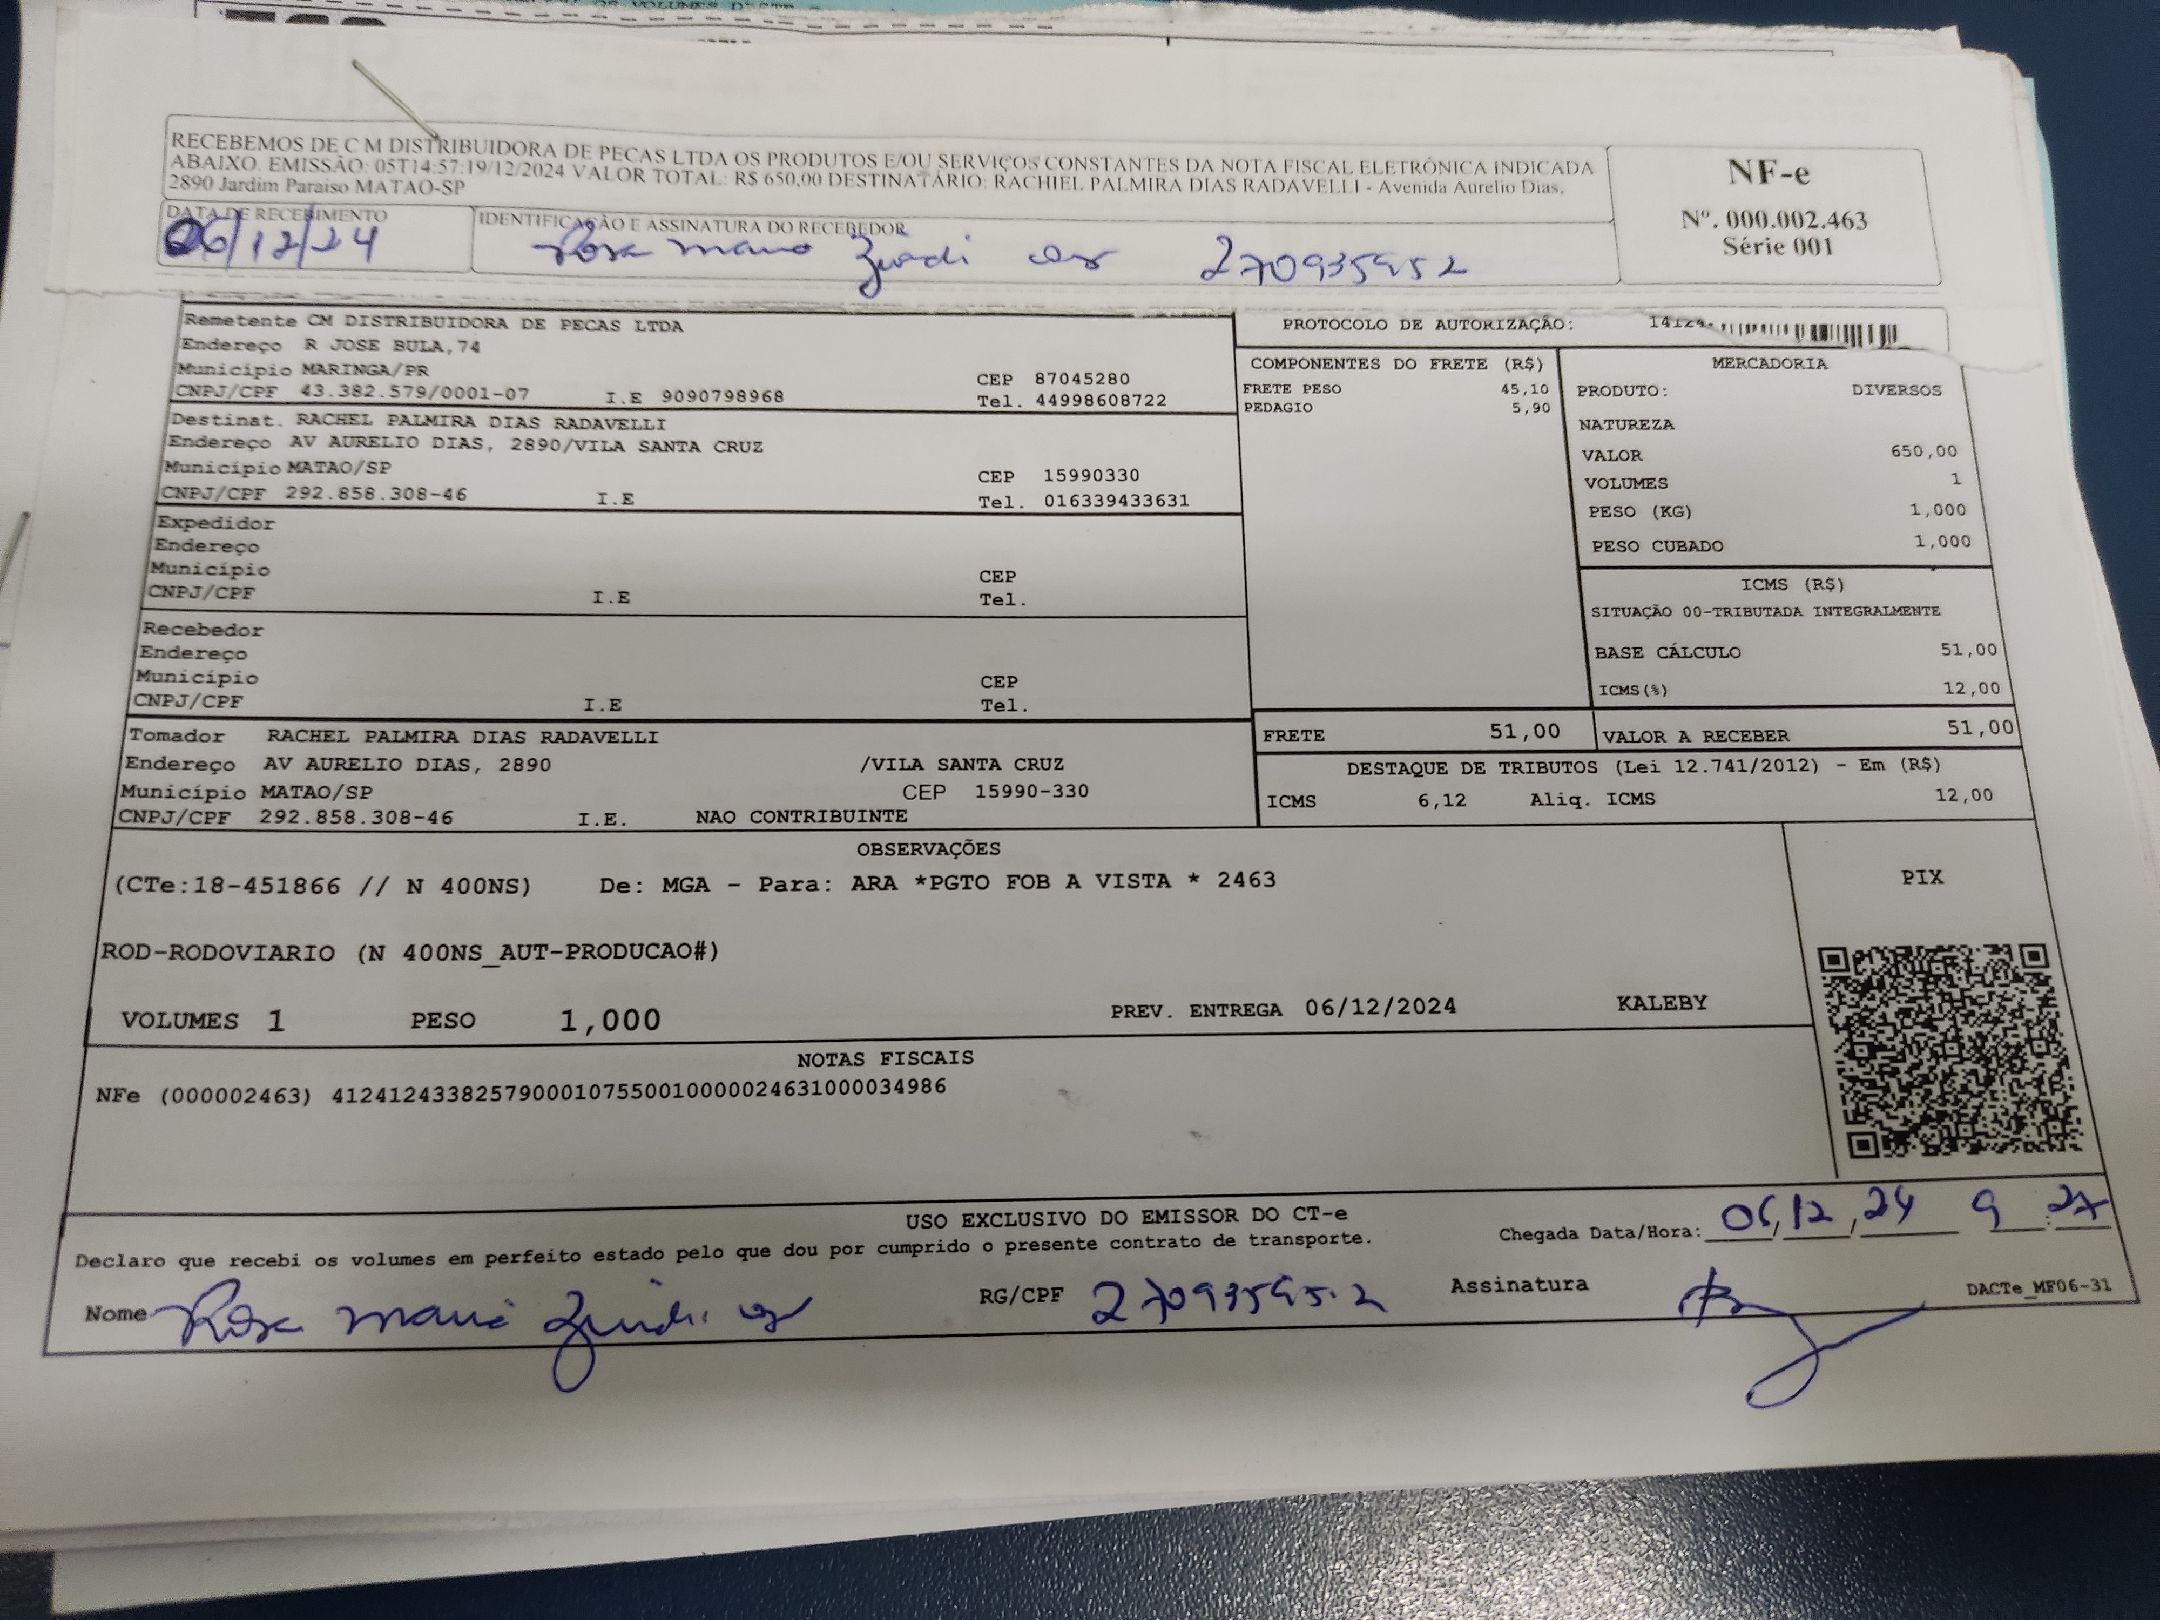 RECEBEMOS DE C M DISTRIBUIDORA DE PECAS LTDA OS PRODUTOS E/OU SERVIÇOS CONSTANTES DA NOTA FISCAL ELETRÔNICA INDICADA
ABAIXO. EMISSÃO: 05T14:57:19/12/2024 VALOR TOTAL: R$ 650,00 DESTINATÁRIO: RACHIEL PALMIRA DIAS RADAVELLI - Avenida Aurelio Dias,
2890 Jardim Paraiso MATAO-SP
NF-e
Nº. 000.002.463
Série 001
DATA DE RECEBIMENTO
06/12/24
IDENTIFICAÇÃO E ASSINATURA DO RECEBEDOR
Rosa Maria 270935952
Remetente CM DISTRIBUIDORA DE PECAS LTDA
Endereço R JOSE BULA,74
Município MARINGA/PR CEP 87045280
CNPJ/CPF 43.382.579/0001-07 I.E 9090798968 Tel. 44998608722
Destinat. RACHEL PALMIRA DIAS RADAVELLI
Endereço AV AURELIO DIAS, 2890/VILA SANTA CRUZ
Município MATAO/SP CEP 15990330
CNPJ/CPF 292.858.308-46 I.E Tel. 016339433631
Expedidor
Endereço
Município CEP
CNPJ/CPF I.E Tel.
Recebedor
Endereço
Município CEP
CNPJ/CPF I.E Tel.
Tomador RACHEL PALMIRA DIAS RADAVELLI
Endereço AV AURELIO DIAS, 2890 /VILA SANTA CRUZ
Município MATAO/SP CEP 15990-330
CNPJ/CPF 292.858.308-46 I.E. NAO CONTRIBUINTE
PROTOCOLO DE AUTORIZAÇÃO:
COMPONENTES DO FRETE (R$)
FRETE PESO 45,10
PEDAGIO 5,90
MERCADORIA
PRODUTO: DIVERSOS
NATUREZA
VALOR 650,00
VOLUMES 1
PESO (KG) 1,000
PESO CUBADO 1,000
ICMS (R$)
SITUAÇÃO 00-TRIBUTADA INTEGRALMENTE
BASE CÁLCULO 51,00
ICMS(%) 12,00
FRETE 51,00 VALOR A RECEBER 51,00
DESTAQUE DE TRIBUTOS (Lei 12.741/2012) - Em (R$)
ICMS 6,12 Aliq. ICMS 12,00
OBSERVAÇÕES
(CTe:18-451866 // N 400NS) De: MGA - Para: ARA *PGTO FOB A VISTA * 2463
ROD-RODOVIARIO (N 400NS_AUT-PRODUCAO#)
VOLUMES 1 PESO 1,000 PREV. ENTREGA 06/12/2024 KALEBY
PIX
NOTAS FISCAIS
NFe (000002463) 41241243382579000107550010000024631000034986
USO EXCLUSIVO DO EMISSOR DO CT-e
Declaro que recebi os volumes em perfeito estado pelo que dou por cumprido o presente contrato de transporte.
Chegada Data/Hora: 06,12,24 9 : 27
Nome Rosa Maria RG/CPF 270935952 Assinatura
DACTe_MF06-31